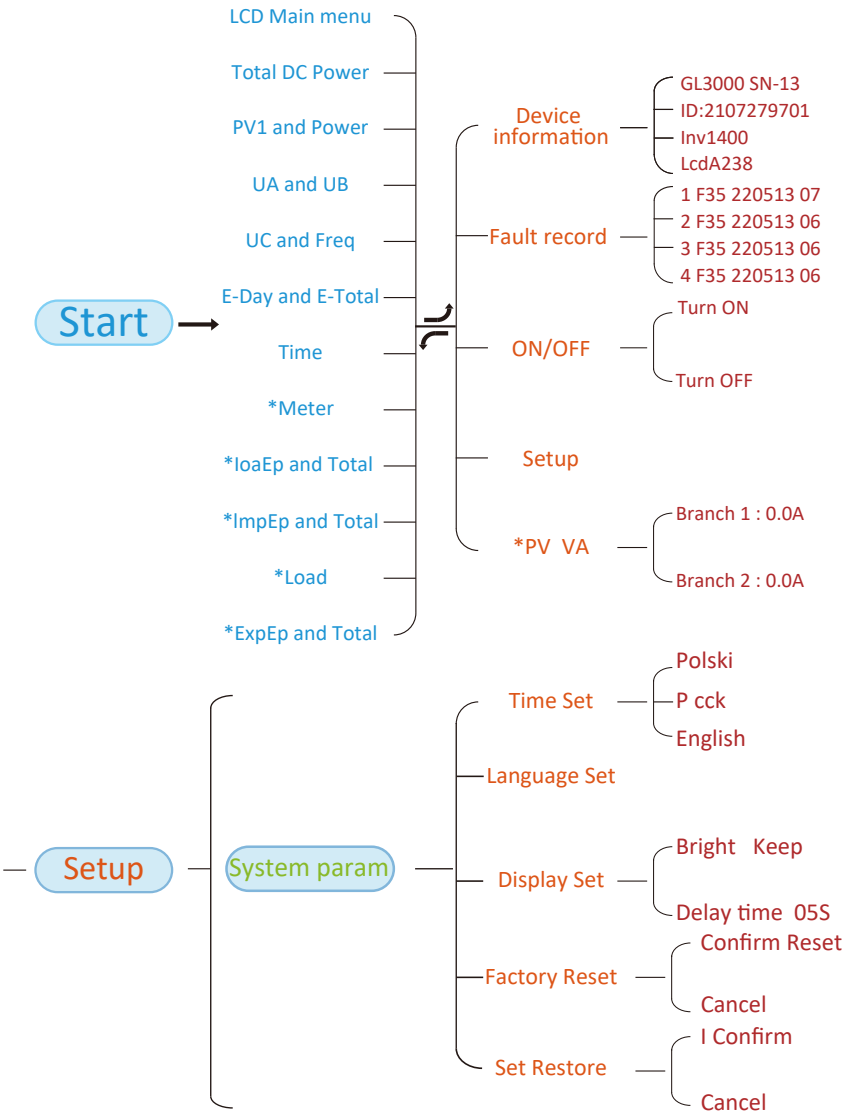 LCD Main menu
Total DC Power
PV1 and Power
UA and UB
UC and Freq
E-Day and E-Total
Start
Time
*Meter
*IoaEp and Total
*ImpEp and Total
*Load
*ExpEp and Total
Device
information
GL3000 SN-13
ID:2107279701
Inv1400
LcdA238
Fault record
1 F35 220513 07
2 F35 220513 06
3 F35 220513 06
4 F35 220513 06
ON/OFF
Turn ON
Turn OFF
Setup
*PV VA
Branch 1 : 0.0A
Branch 2 : 0.0A
Setup
System param
Time Set
Polski
P cck
English
Language Set
Display Set
Bright Keep
Delay time 05S
Factory Reset
Confirm Reset
Cancel
Set Restore
I Confirm
Cancel